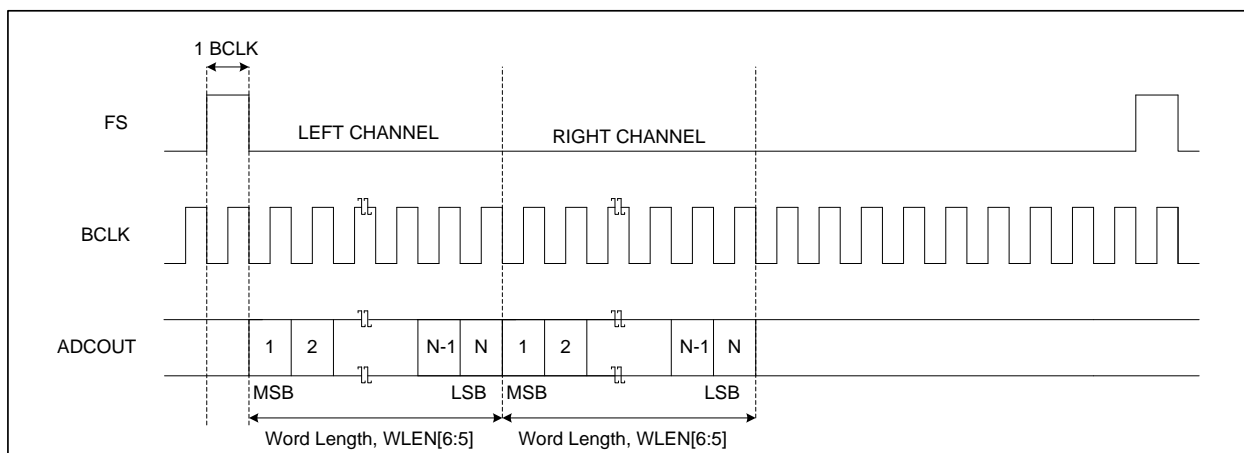 1 BCLK
FS
LEFT CHANNEL
RIGHT CHANNEL
BCLK
ADCOUT
1 2 N-1 N 1 2 N-1 N
MSB LSB MSB LSB
Word Length, WLEN[6:5] Word Length, WLEN[6:5]